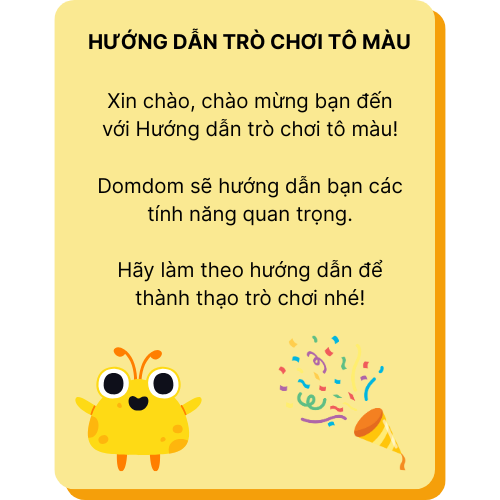 HƯỚNG DẪN TRÒ CHƠI TÔ MÀU
Xin chào, chào mừng bạn đến
với Hướng dẫn trò chơi tô màu!
Domdom sẽ hướng dẫn bạn các
tính năng quan trọng.
Hãy làm theo hướng dẫn để
thành thạo trò chơi nhé!